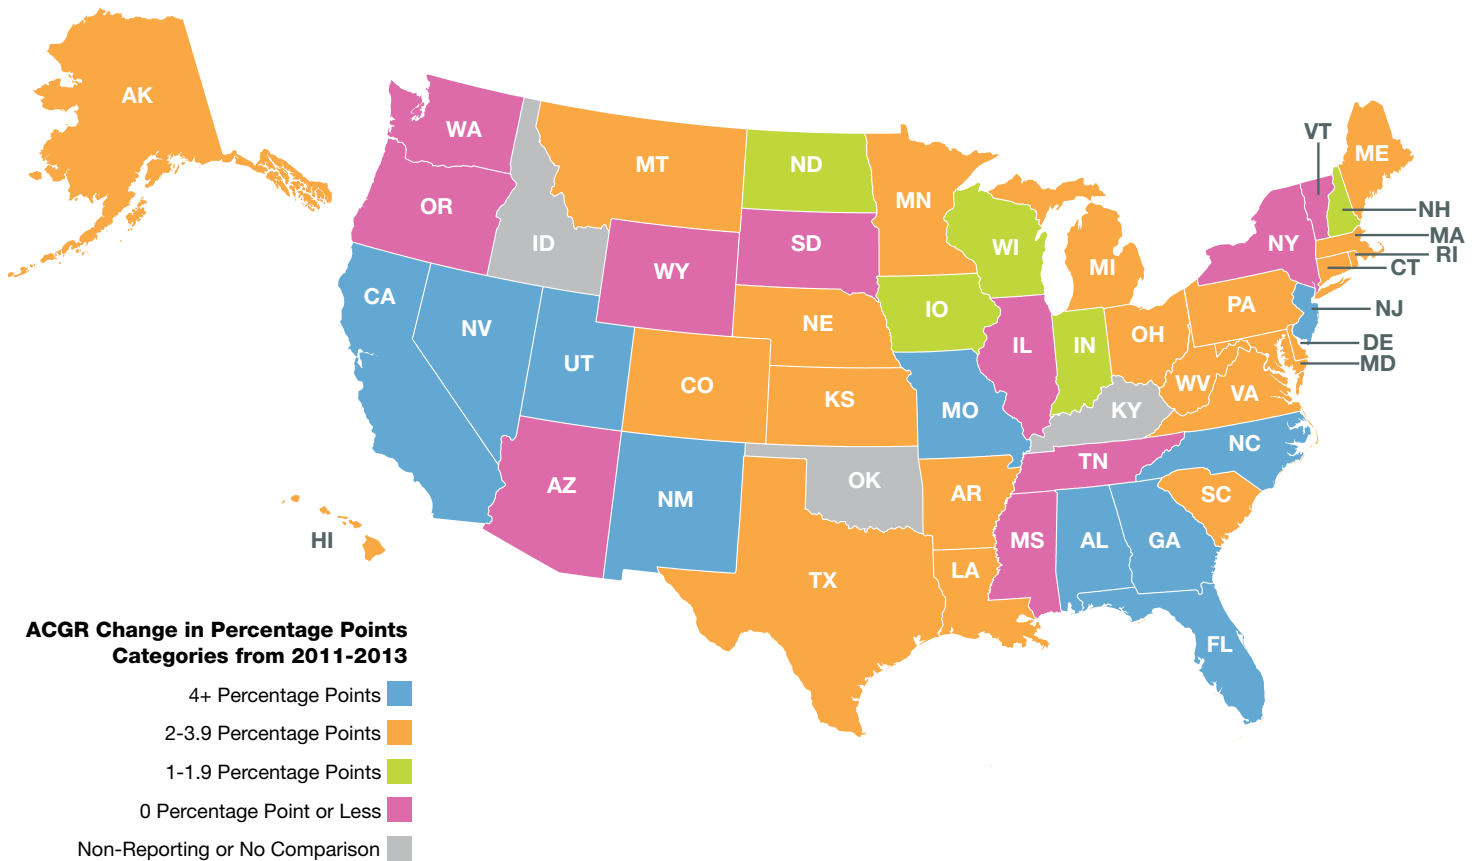 AK
WA
MT
ND
MN
VT
ME
OR
ID
WY
SD
WI
MI
NY
NH
MA
RI
CT
CA
NV
UT
NE
IO
IL
IN
OH
PA
NJ
DE
MD
CO
KS
MO
KY
WV
VA
AZ
NM
OK
AR
TN
NC
SC
HI
TX
LA
MS
AL
GA
FL
ACGR Change in Percentage Points
Categories from 2011-2013
4+ Percentage Points
2-3.9 Percentage Points
1-1.9 Percentage Points
0 Percentage Point or Less
Non-Reporting or No Comparison